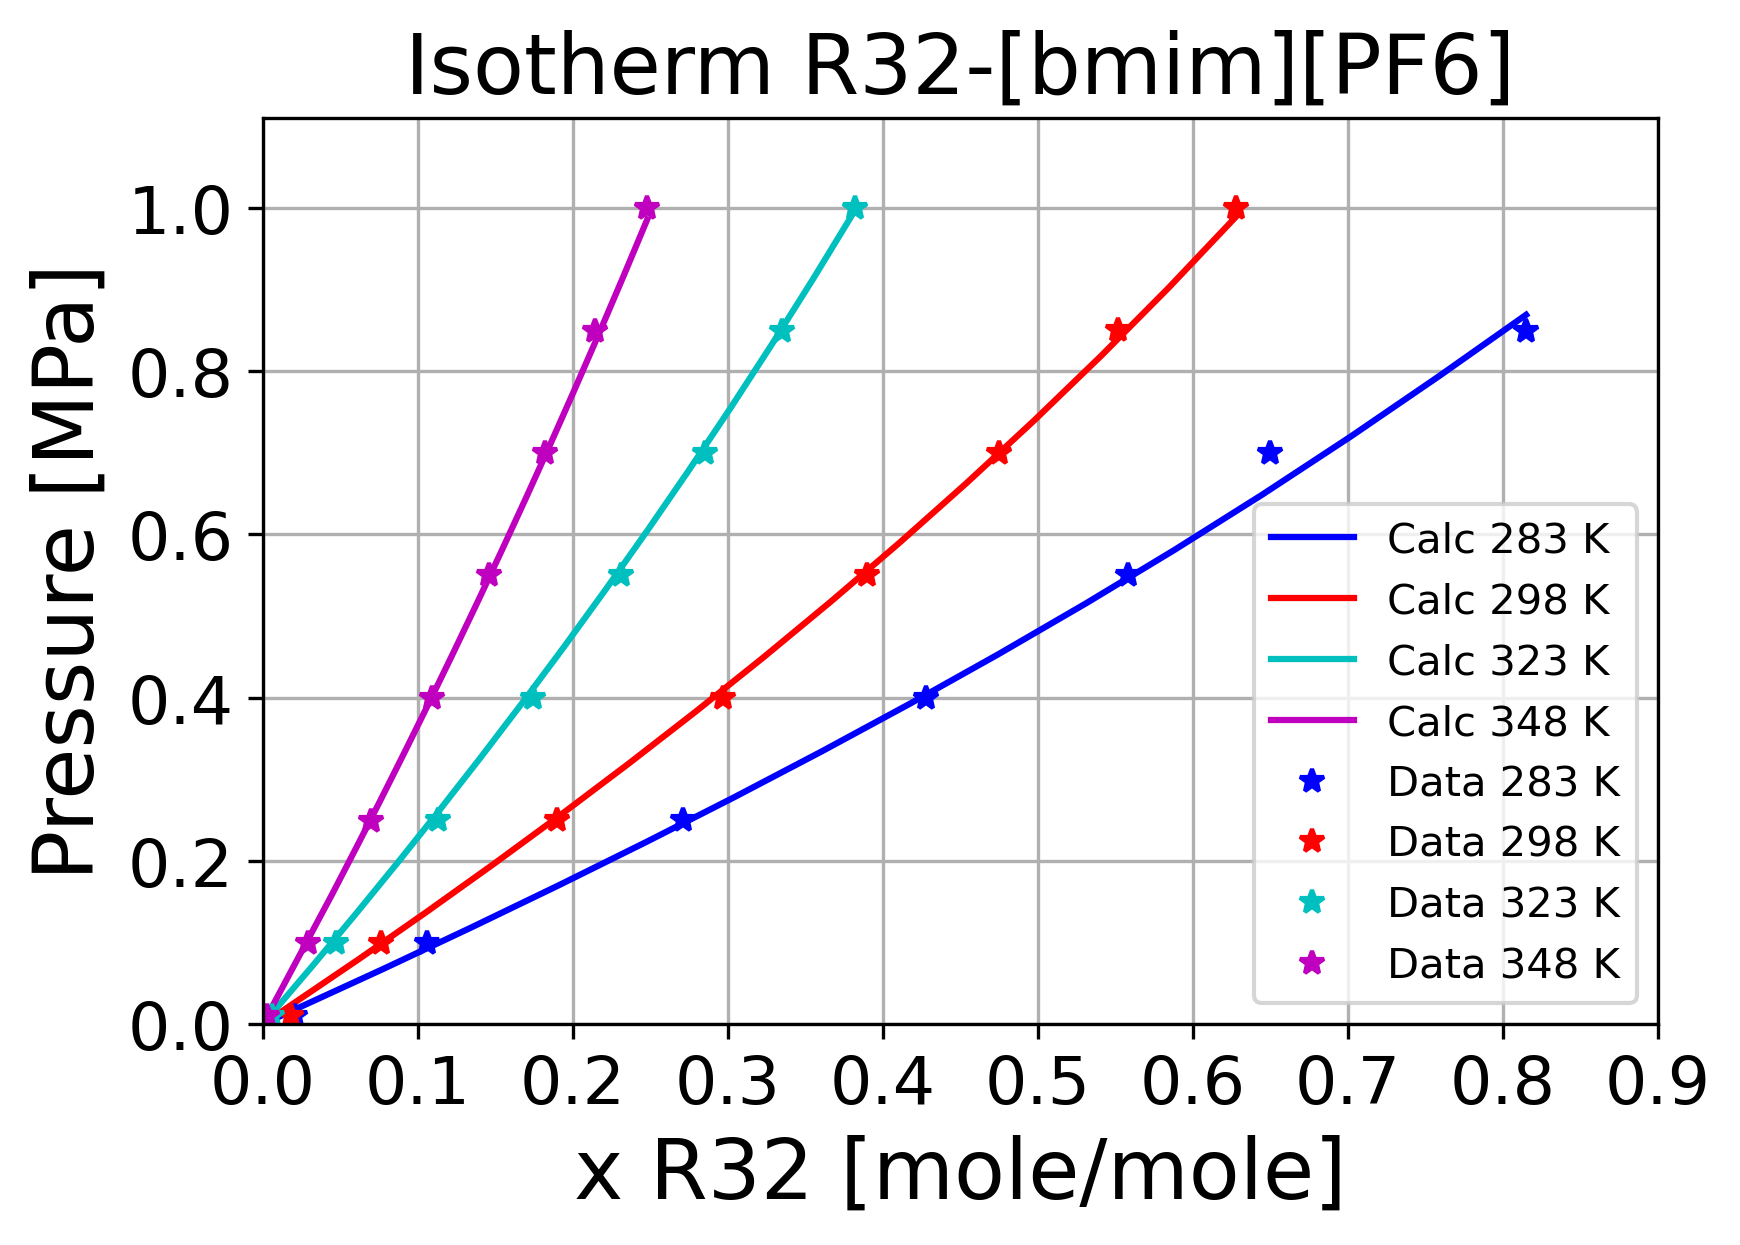 Isotherm R32-[bmim][PF6]
Pressure [MPa]
1.0
0.8
0.6
0.4
0.2
0.0
0.0 0.1 0.2 0.3 0.4 0.5 0.6 0.7 0.8 0.9
x R32 [mole/mole]
Calc 283 K
Calc 298 K
Calc 323 K
Calc 348 K
Data 283 K
Data 298 K
Data 323 K
Data 348 K